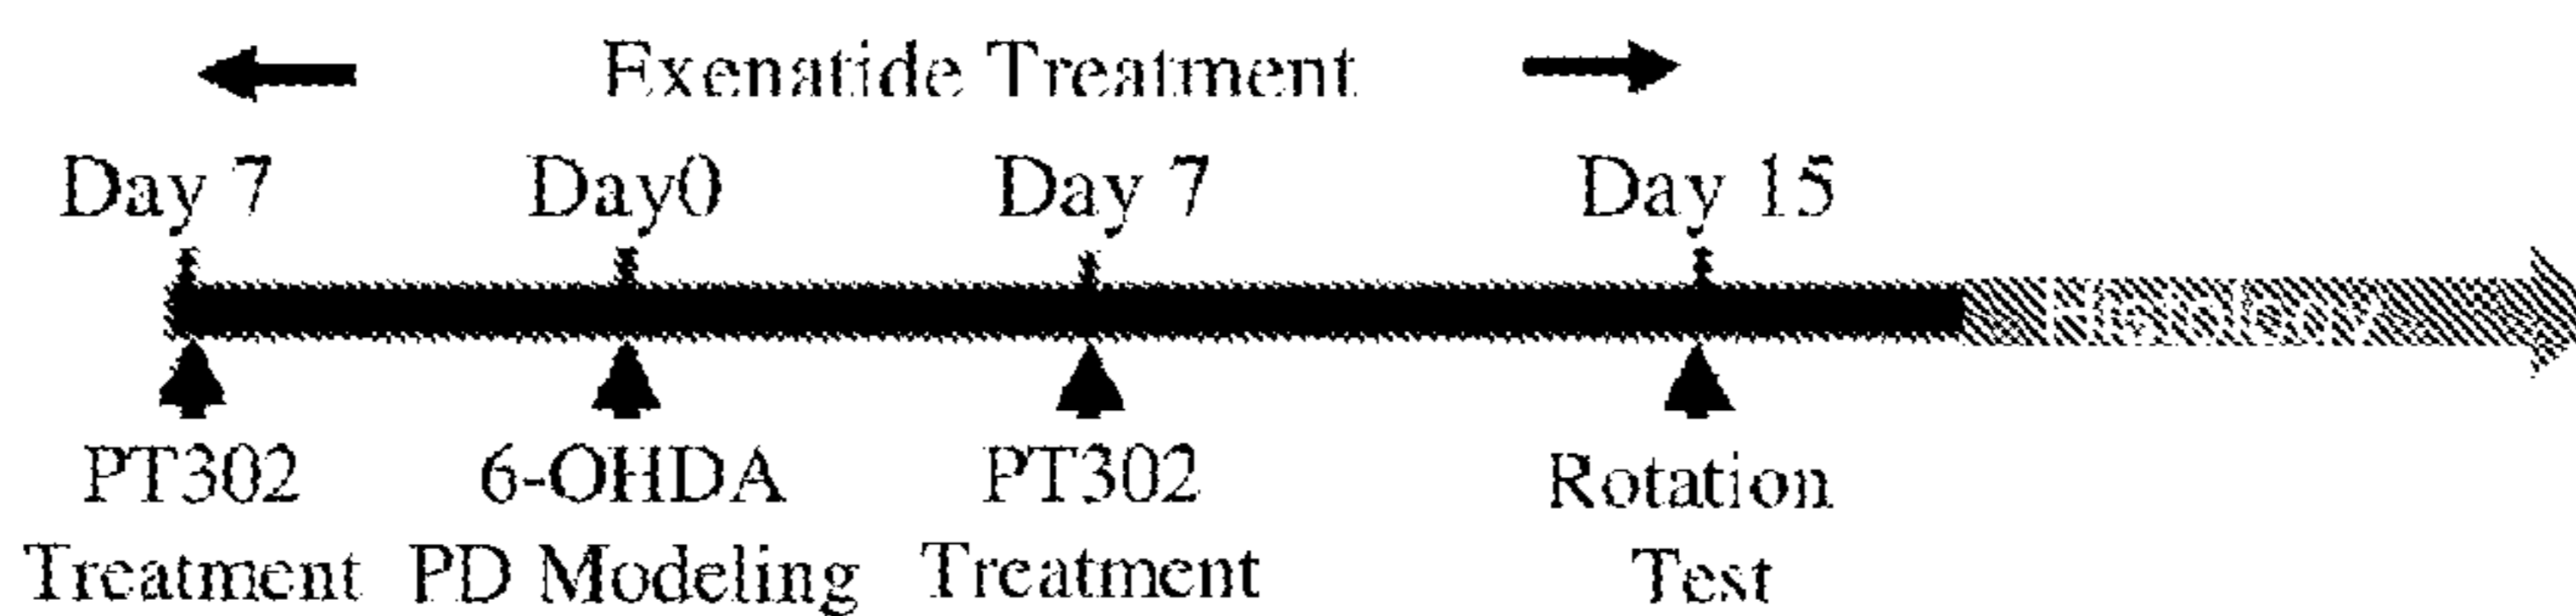 Exenatide Treatment
Day 7 Day0 Day 7 Day 15
Histology
PT302 6-OHDA PT302 Rotation
Treatment PD Modeling Treatment Test